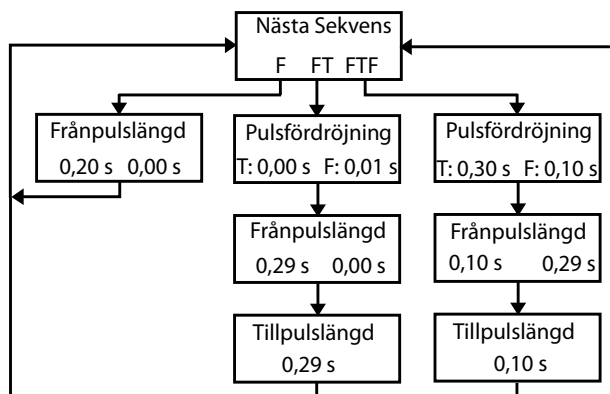 Nästa Sekvens
F FT FTF
Frånpulslängd
0,20 s 0,00 s
Pulsfördröjning
T: 0,00 s F: 0,01 s
Pulsfördröjning
T: 0,30 s F: 0,10 s
Frånpulslängd
0,29 s 0,00 s
Frånpulslängd
0,10 s 0,29 s
Tillpulslängd
0,29 s
Tillpulslängd
0,10 s